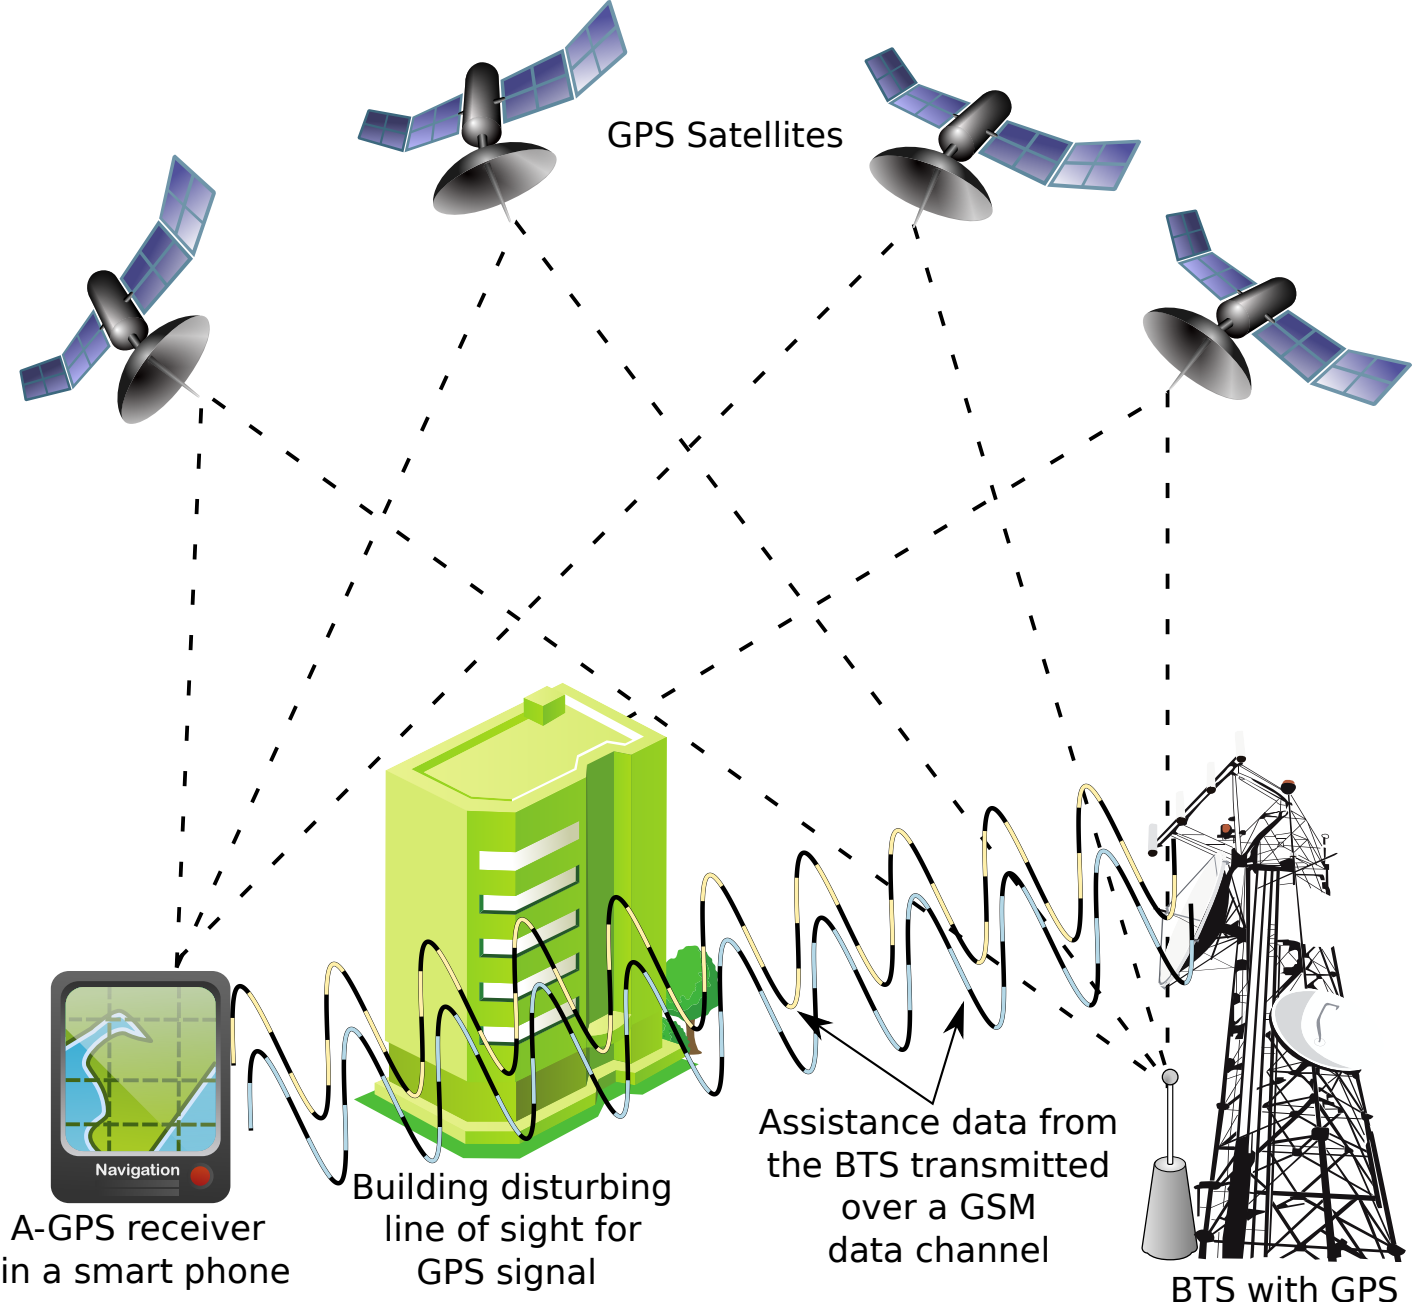 GPS Satellites
Navigation
A-GPS receiver
in a smart phone
Building disturbing
line of sight for
GPS signal
Assistance data from
the BTS transmitted
over a GSM
data channel
BTS with GPS